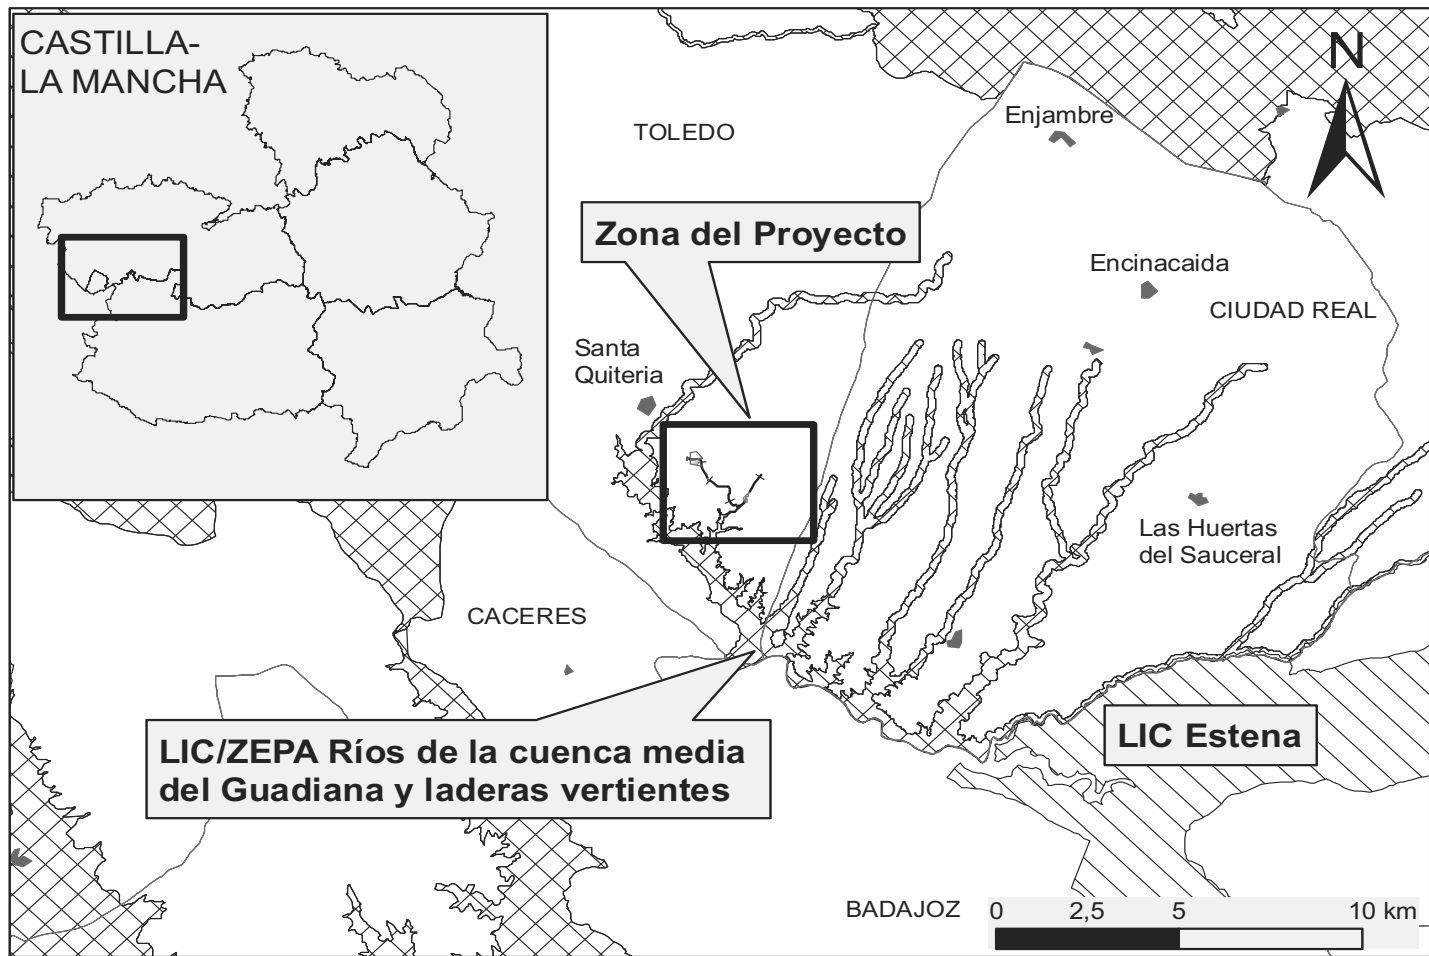 CASTILLA-
LA MANCHA
N
Enjambre
TOLEDO
Zona del Proyecto
Encinacaida
CIUDAD REAL
Santa
Quiteria
Las Huertas
del Sauceral
CACERES
LIC/ZEPA Ríos de la cuenca media
del Guadiana y laderas vertientes
LIC Estena
BADAJOZ
0 2,5 5 10 km